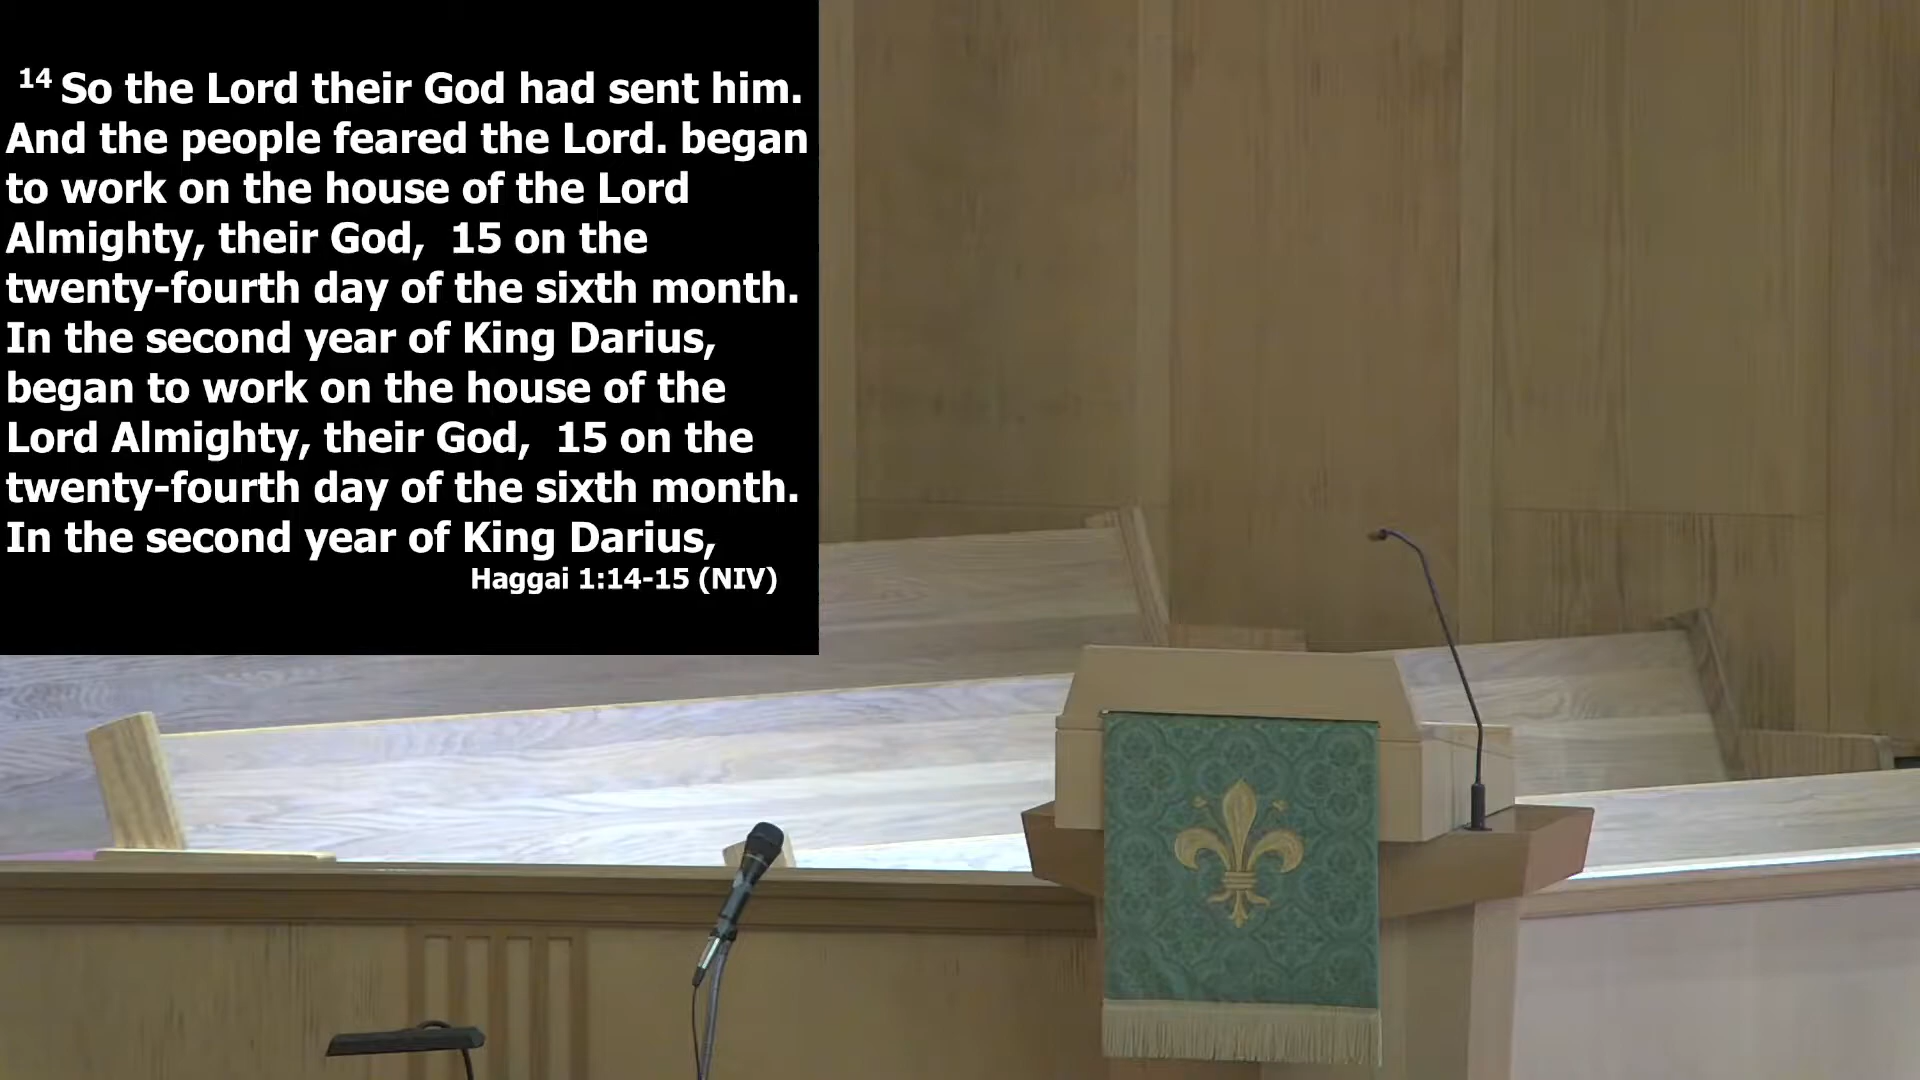 14 So the Lord their God had sent him.
And the people feared the Lord. began
to work on the house of the Lord
Almighty, their God,  15 on the
twenty-fourth day of the sixth month.
In the second year of King Darius,
began to work on the house of the
Lord Almighty, their God,  15 on the
twenty-fourth day of the sixth month.
In the second year of King Darius,
Haggai 1:14-15 (NIV)